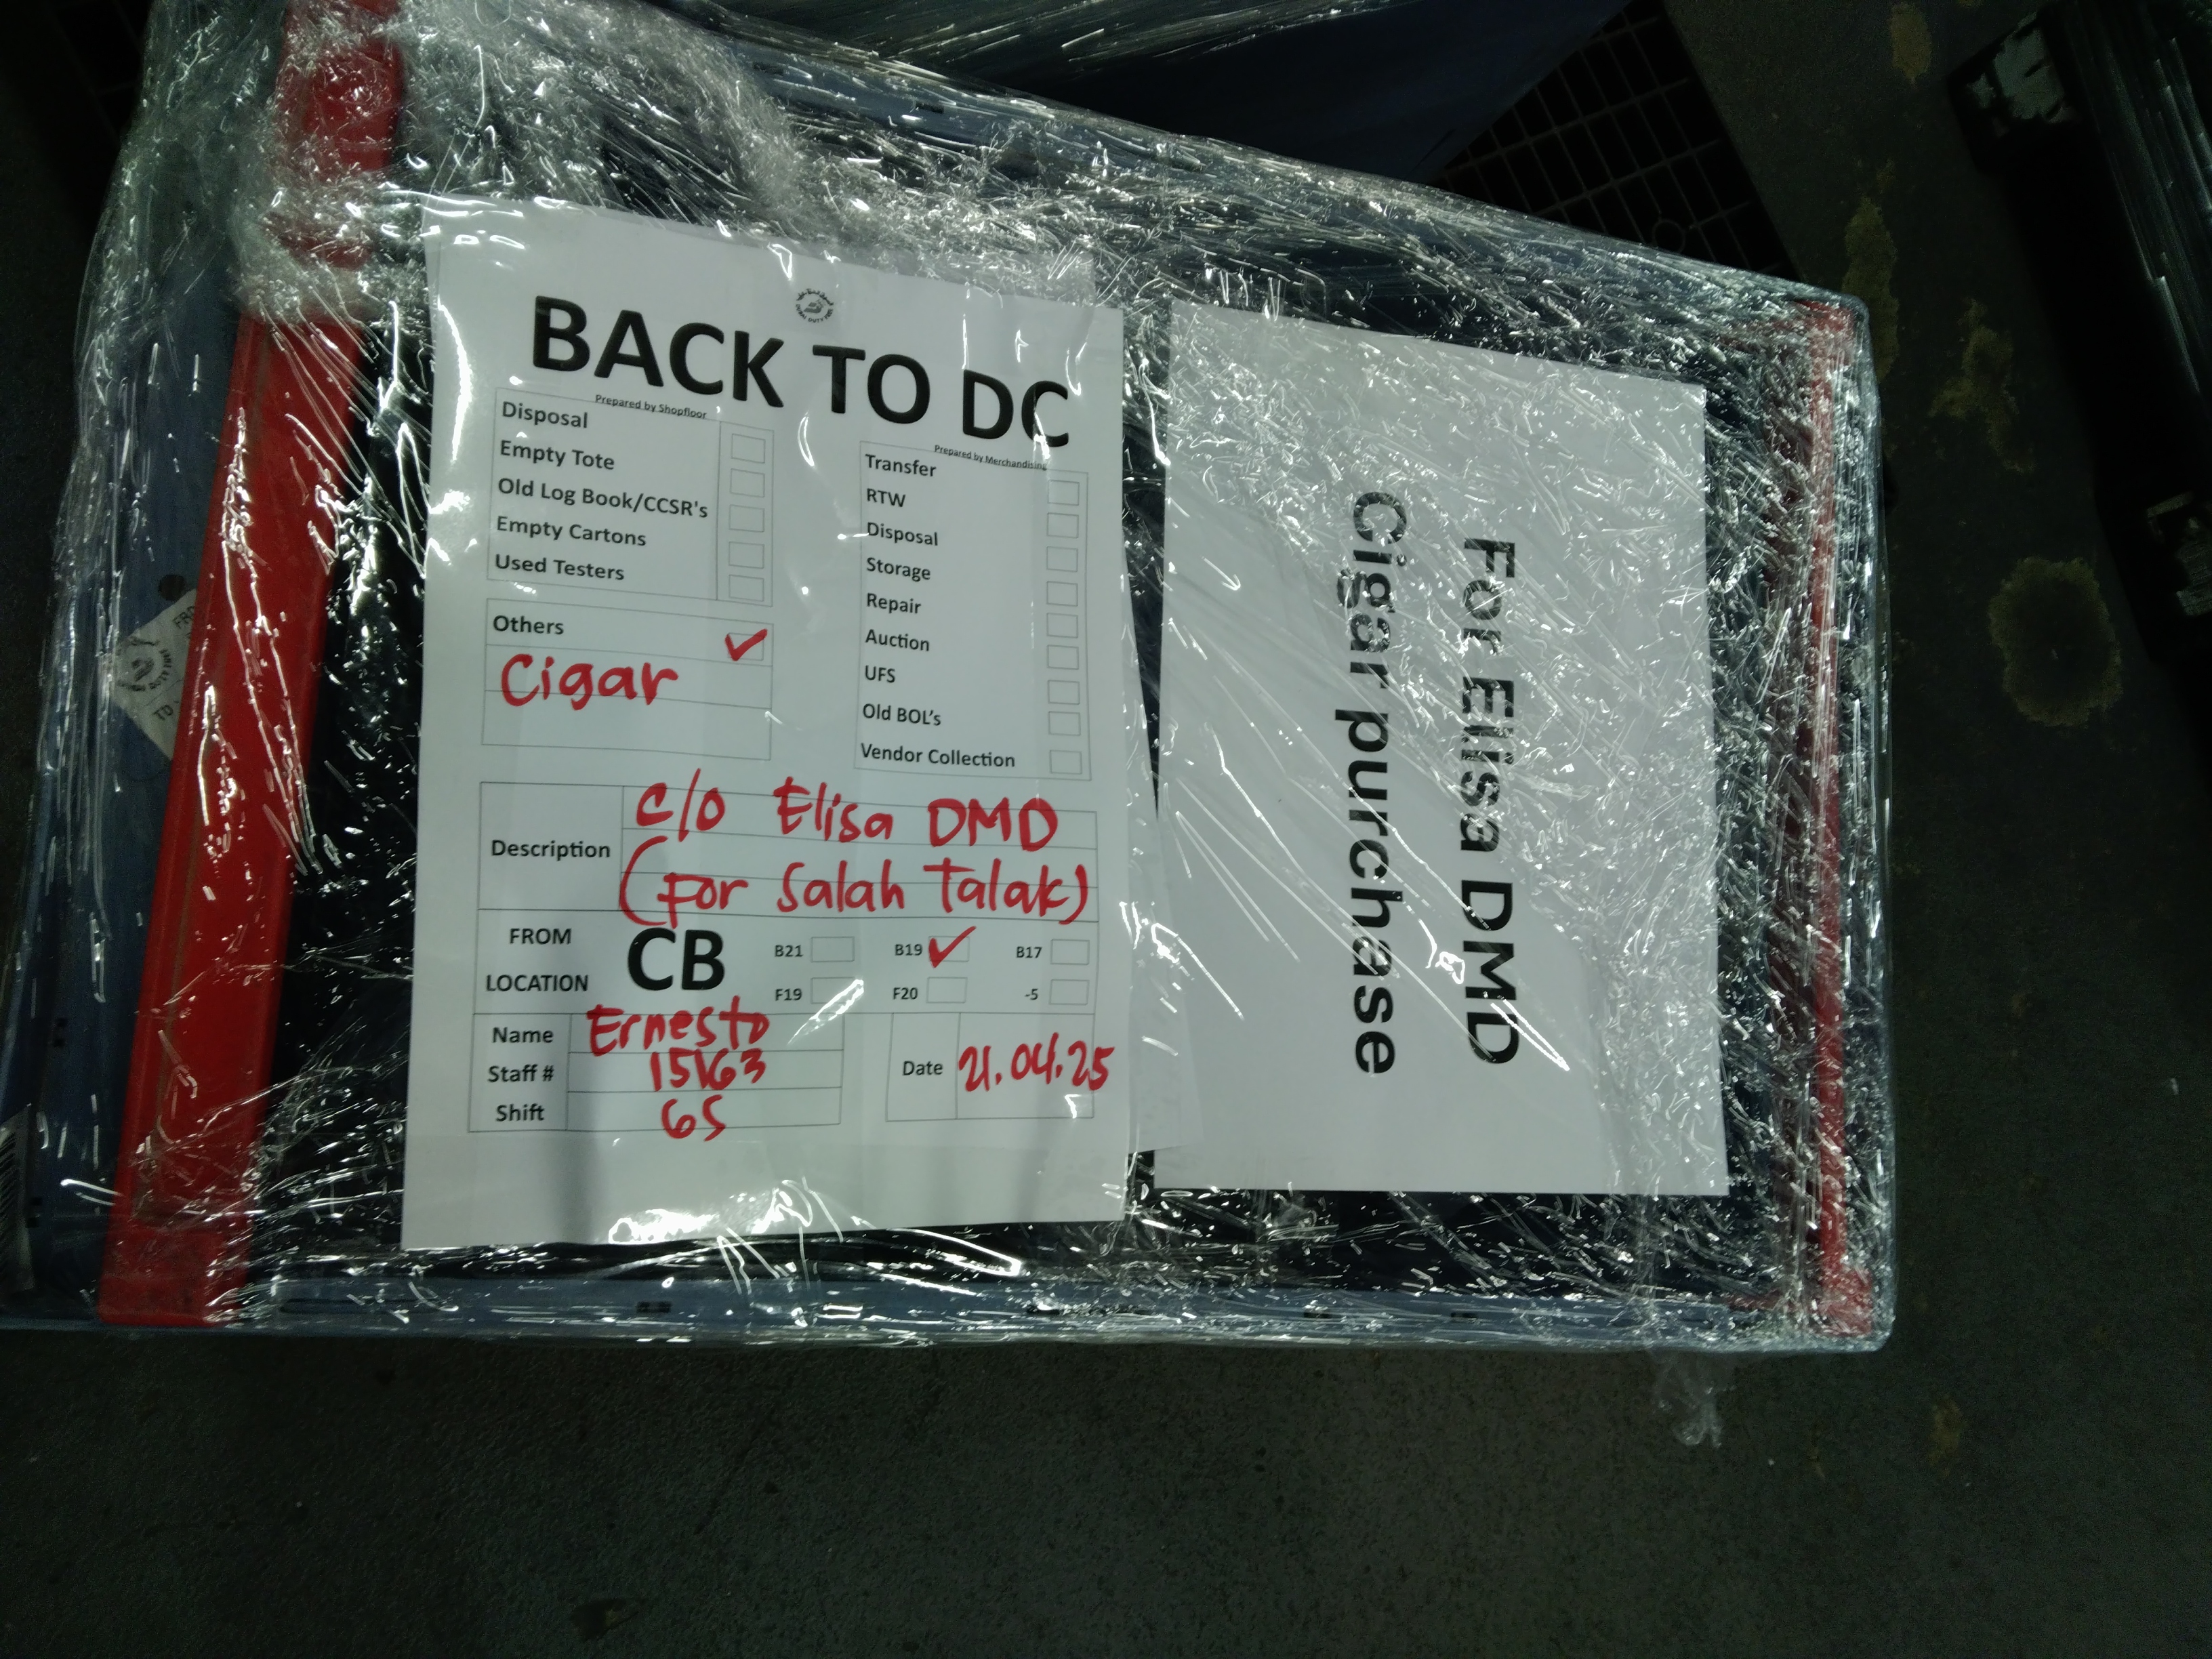 BACK TO DC
Prepared by Shopfloor
Disposal
Empty Tote
Old Log Book/CCSR's
Empty Cartons
Used Testers
Others
Cigar
Prepared by Merchandising
Transfer
RTW
Disposal
Storage
Repair
Auction
UFS
Old BOL's
Vendor Collection
Description
c/o Elisa DMD
(For Salah Talak)
FROM
LOCATION
CB
B21 B19 B17
F19 F20 -5
Name Ernesto
Staff # 15163
Shift 65
Date 21.04.25
For Elisa DMD
Cigar purchase